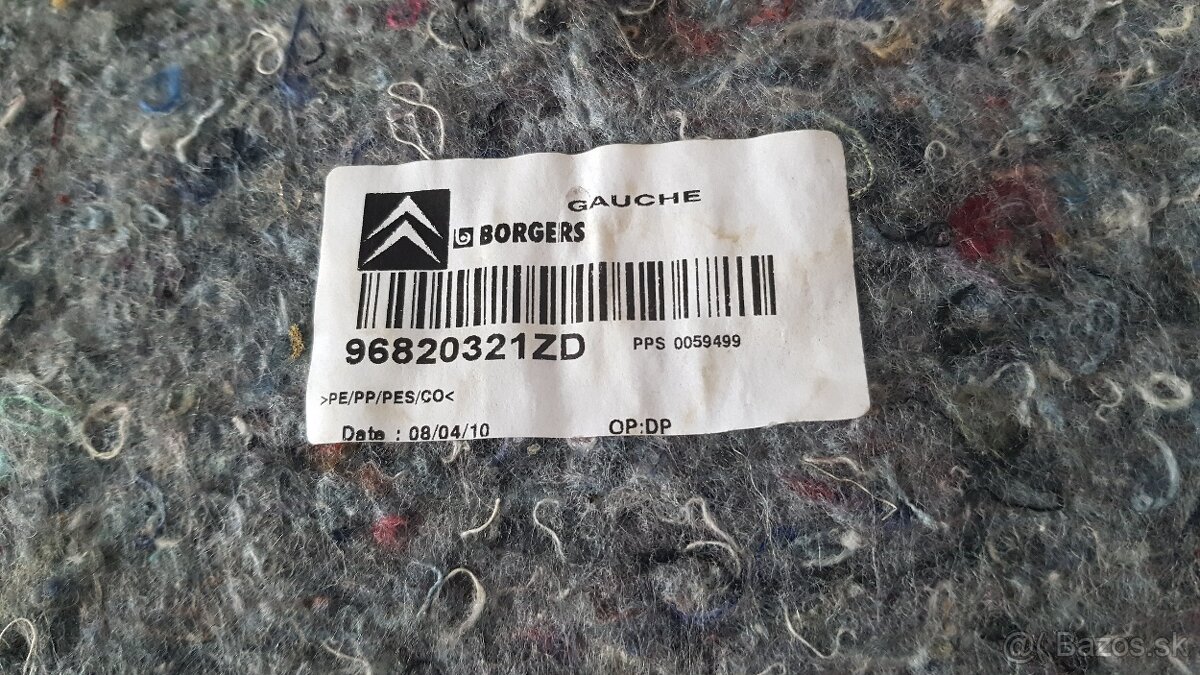 GAUCHE
BORGERS
96820321ZD PPS 0059499
>PE/PP/PES/CO<
Date : 08/04/10 OP:DP
@ Bazos.sk